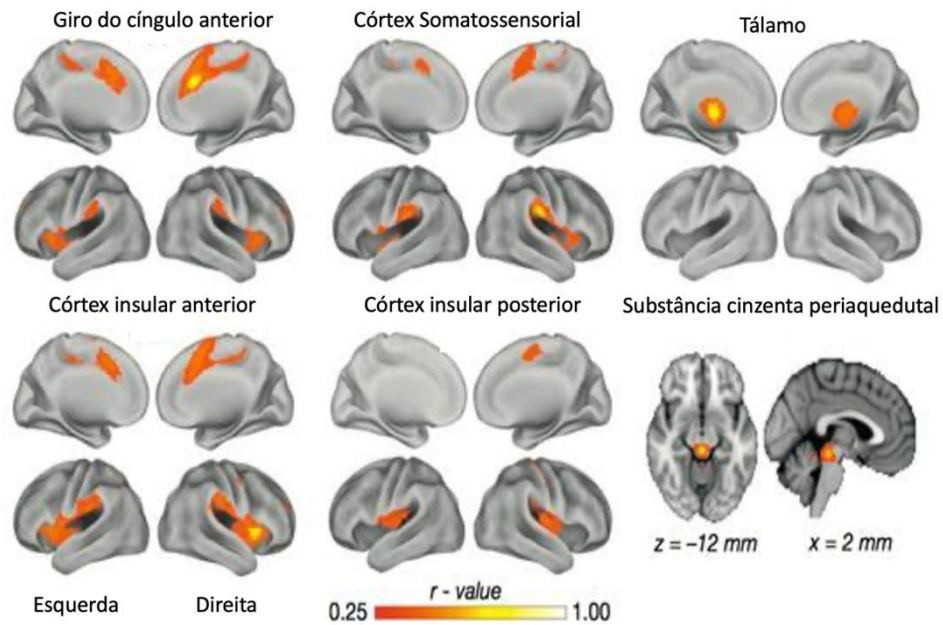 Giro do cíngulo anterior
Córtex Somatossensorial
Tálamo
Córtex insular anterior
Córtex insular posterior
Substância cinzenta periaquedutal
z = −12 mm
x = 2 mm
Esquerda
Direita
r - value
0.25
1.00